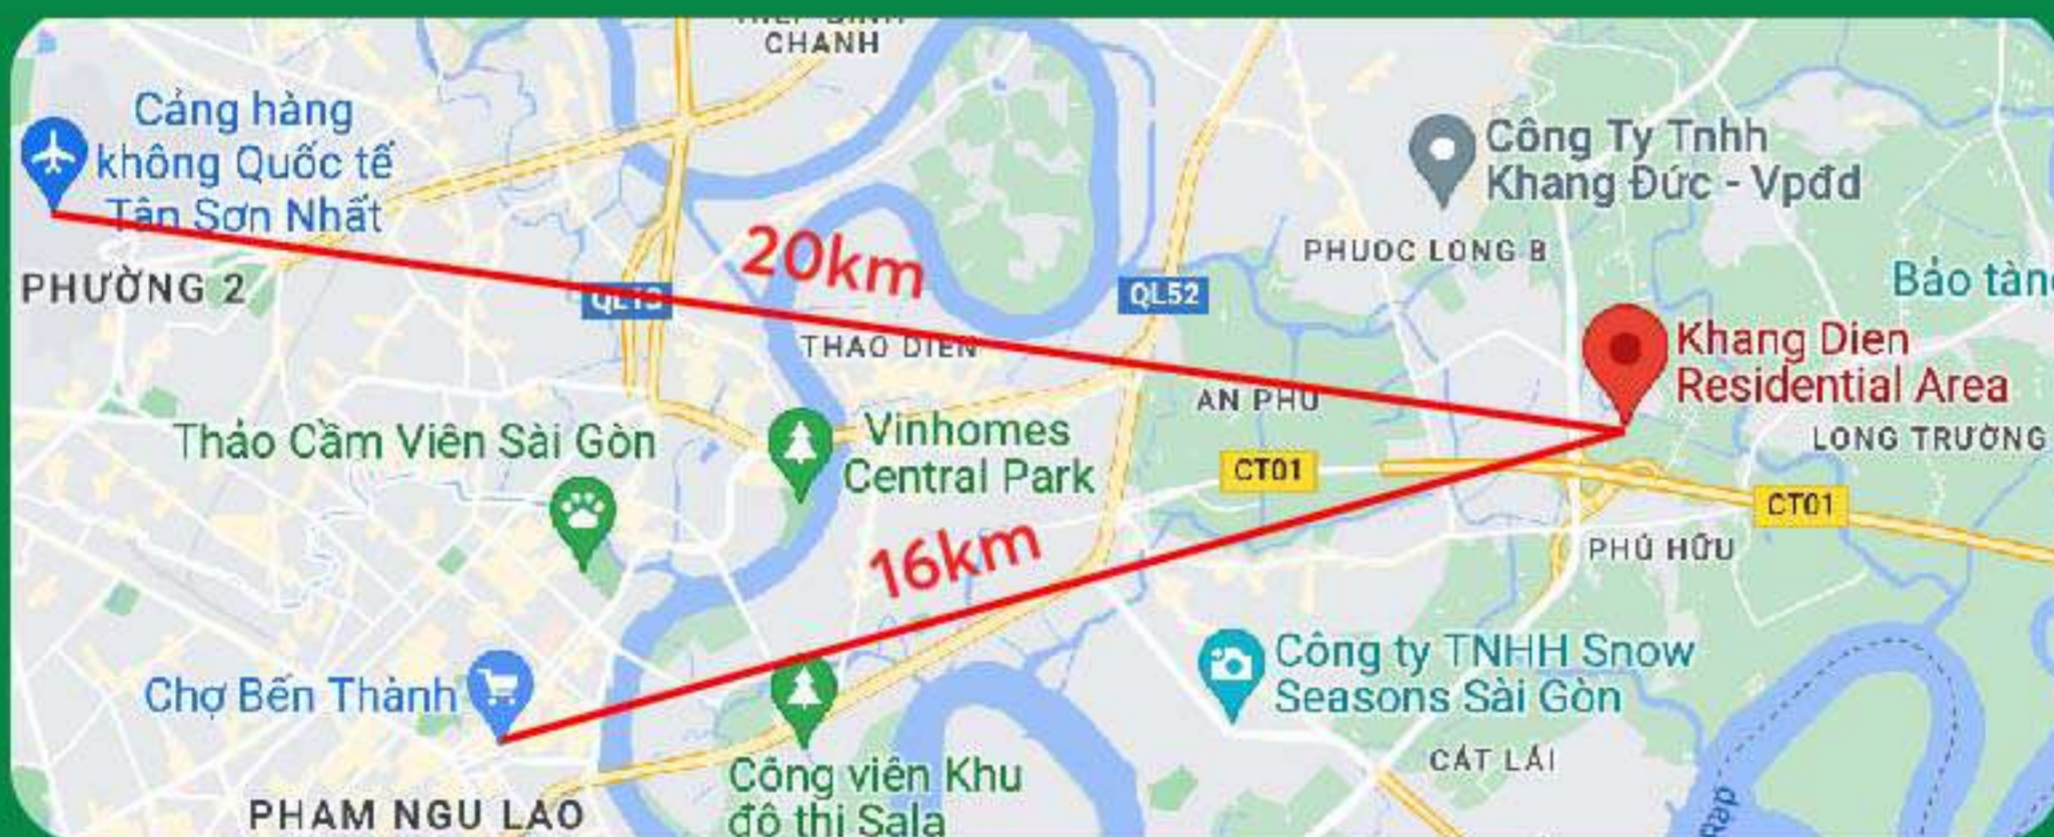 CHANH
Cảng hàng
không Quốc tế
Tân Sơn Nhất
PHƯỜNG 2
20km
QL13
THAO DIEN
QL52
Công Ty Tnhh
Khang Đức - Vpđd
PHUOC LONG B
Bảo tàng
Khang Dien
Residential Area
AN PHU
LONG TRƯỜNG
Thảo Cầm Viên Sài Gòn
Vinhomes
Central Park
CT01
CT01
16km
PHÚ HỮU
Chợ Bến Thành
Công ty TNHH Snow
Seasons Sài Gòn
CÁT LÁI
Công viên Khu
đô thị Sala
PHAM NGU LAO